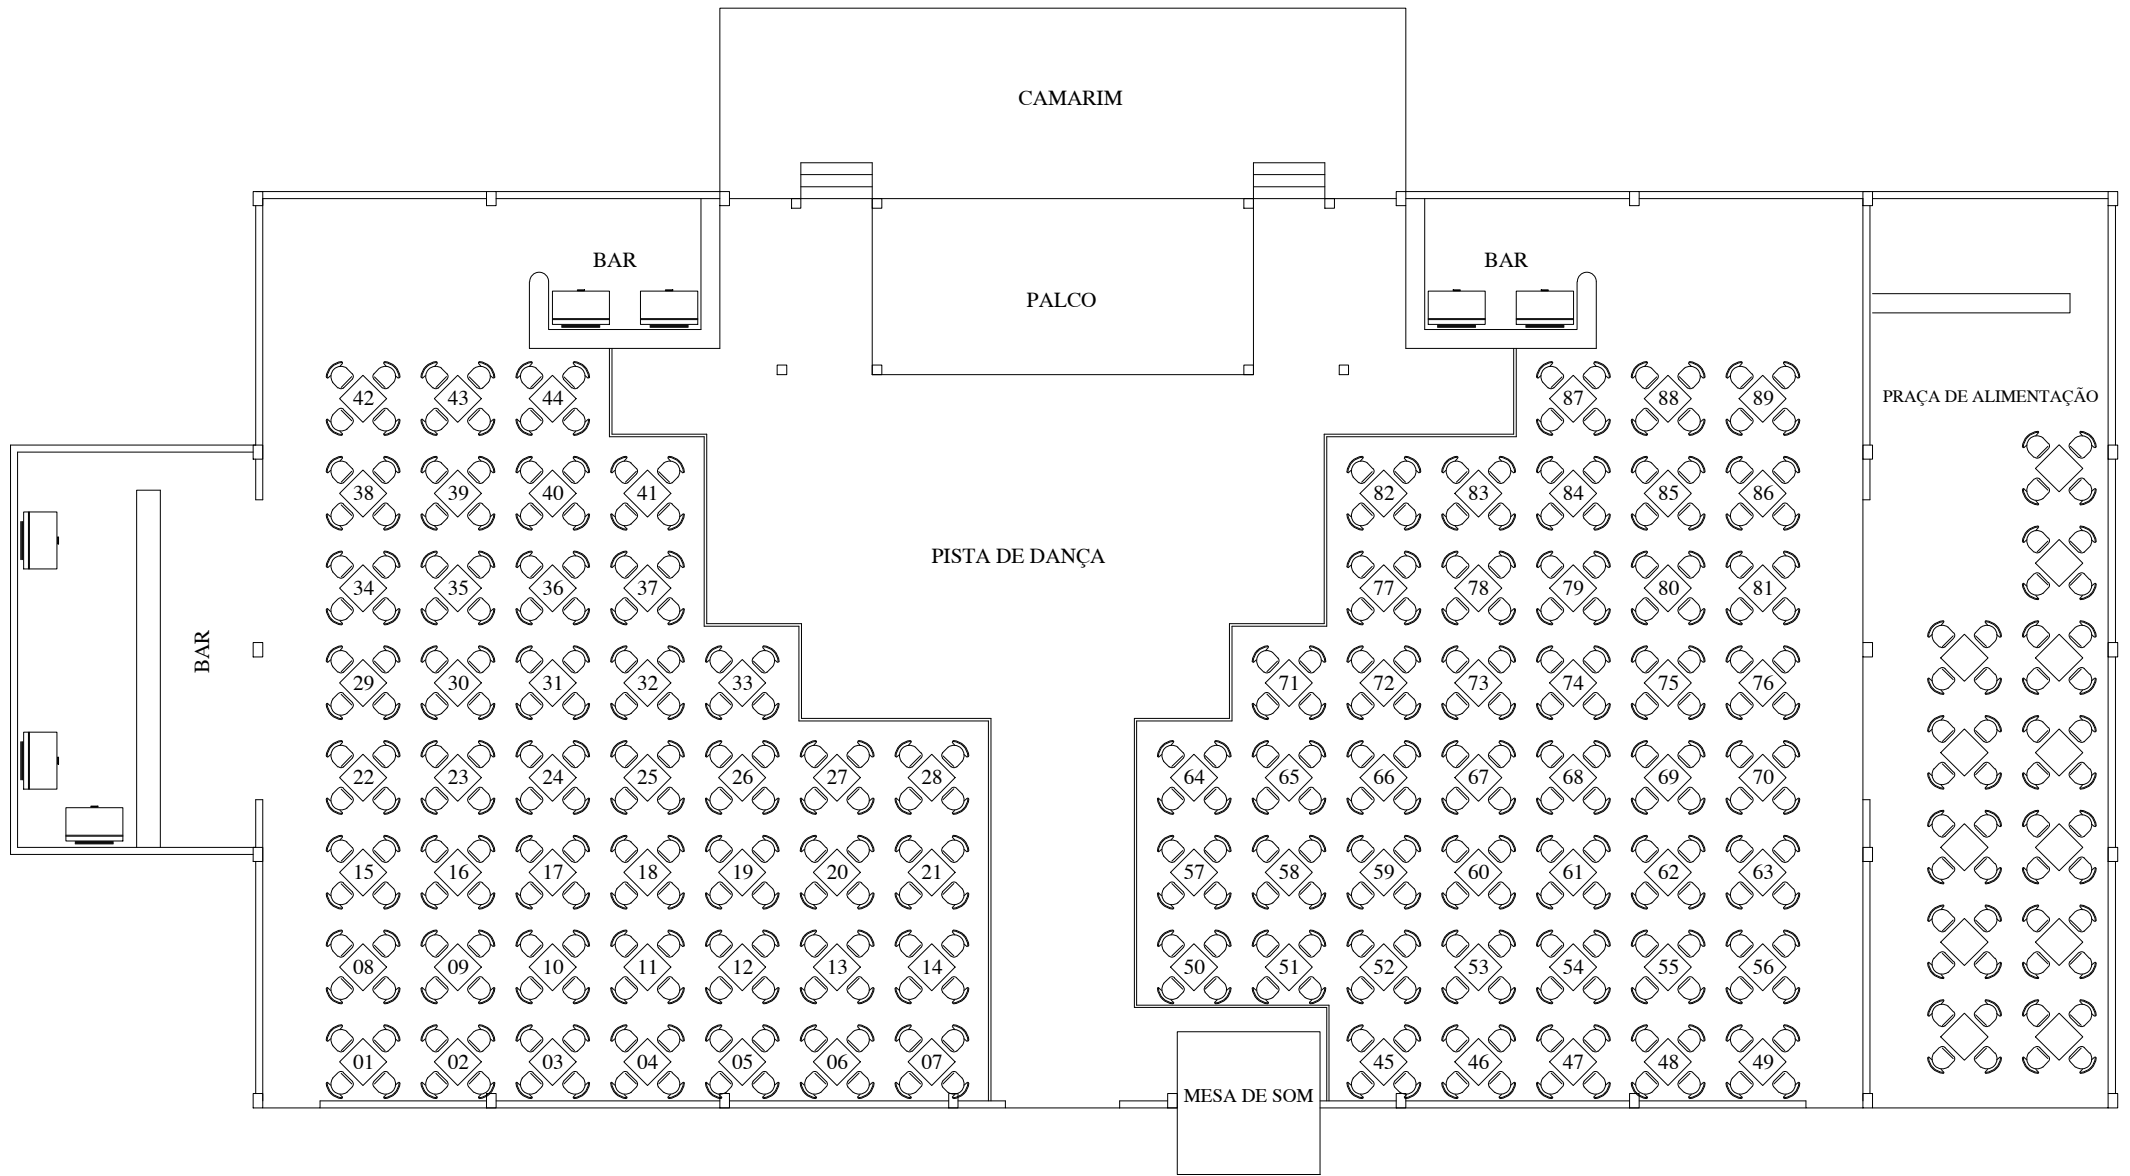 CAMARIM
BAR
BAR
PALCO
42 43 44
87 88 89
PRAÇA DE ALIMENTAÇÃO
38 39 40 41
82 83 84 85 86
PISTA DE DANÇA
34 35 36 37
77 78 79 80 81
BAR
29 30 31 32 33
71 72 73 74 75 76
22 23 24 25 26 27 28
64 65 66 67 68 69 70
15 16 17 18 19 20 21
57 58 59 60 61 62 63
08 09 10 11 12 13 14
50 51 52 53 54 55 56
01 02 03 04 05 06 07
45 46 47 48 49
MESA DE SOM